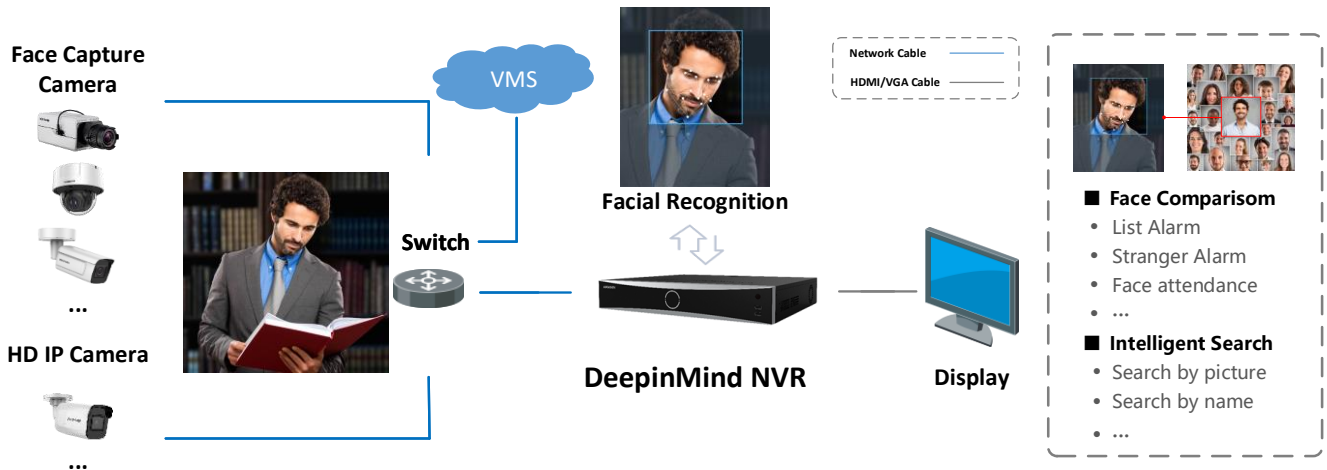 Face Capture
Camera
...
HD IP Camera
...
VMS
Switch
Facial Recognition
DeepinMind NVR
Display
Network Cable
HDMI/VGA Cable
■ Face Comparisom
• List Alarm
• Stranger Alarm
• Face attendance
• ...
■ Intelligent Search
• Search by picture
• Search by name
• ...